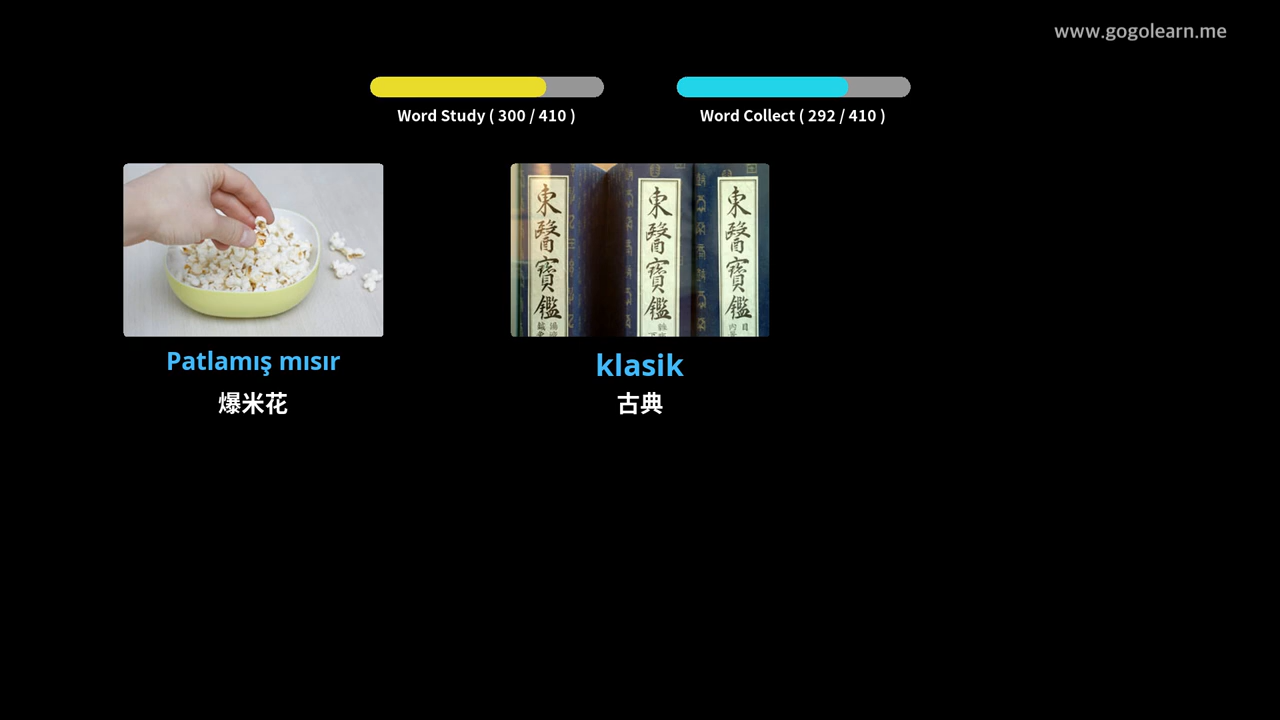 www.gogolearn.me
Word Study ( 300 / 410 )
Word Collect ( 292 / 410 )
東醫寶鑑
東醫寶鑑
東醫寶鑑
Patlamış mısır
爆米花
klasik
古典